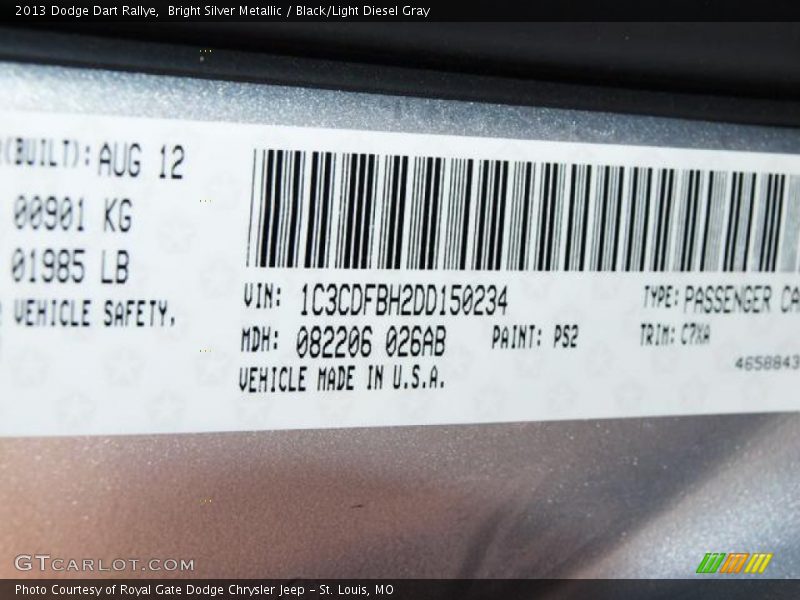 2013 Dodge Dart Rallye,  Bright Silver Metallic / Black/Light Diesel Gray
(BUILT): AUG 12
00901 KG
01985 LB
VEHICLE SAFETY.
VIN: 1C3CDFBH2DD150234
TYPE: PASSENGER CA
MDH: 082206 026AB
PAINT: PS2
TRIM: C7XA
VEHICLE MADE IN U.S.A.
4658843
GTCARLOT.COM
Photo Courtesy of Royal Gate Dodge Chrysler Jeep – St. Louis, MO